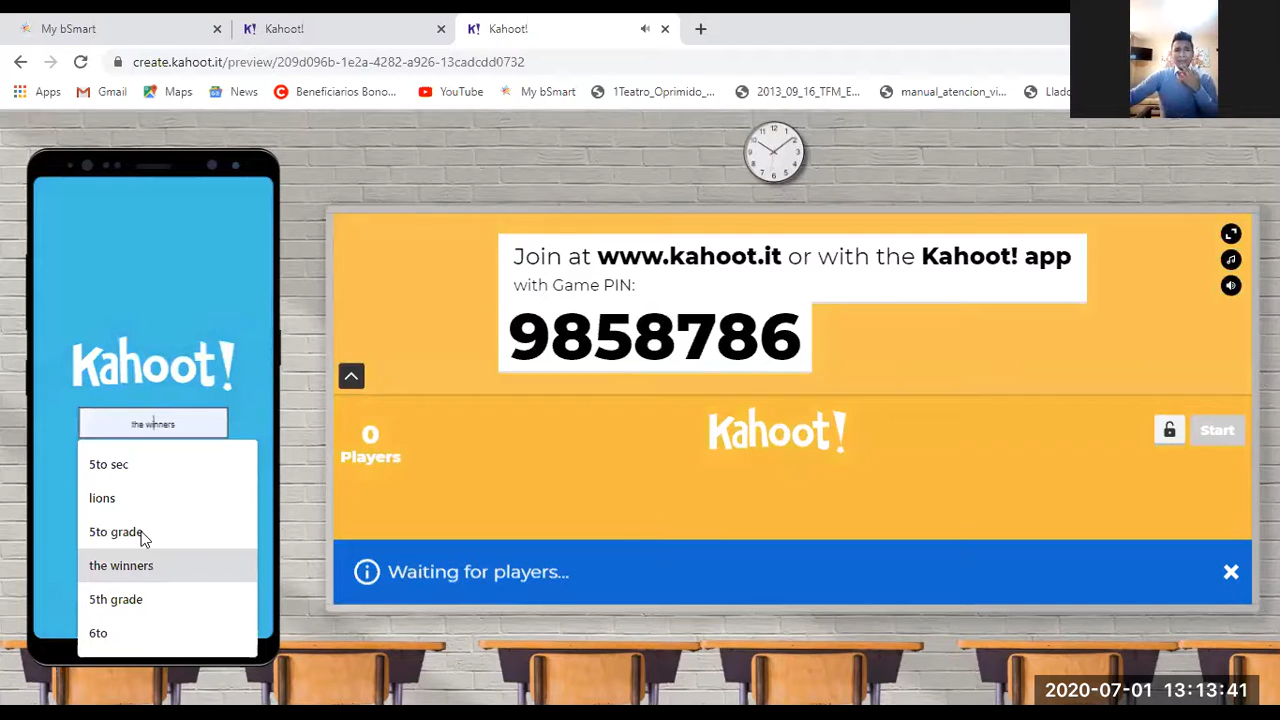 My bSmart
Kahoot!
Kahoot!
create.kahoot.it/preview/209d096b-1e2a-4282-a92b-13cadcdd0732
Apps
Gmail
Maps
News
Beneficiarios Bono...
YouTube
My bSmart
1Teatro_Oprimido_...
2013_09_16_TFM_E...
manual_atencion_vi...
Llad
Join at www.kahoot.it or with the Kahoot! app
with Game PIN:
9858786
0
Players
Kahoot!
Start
Waiting for players...
Kahoot!
the winners
5to sec
lions
5to grade
the winners
5th grade
6to
2020-07-01 13:13:41